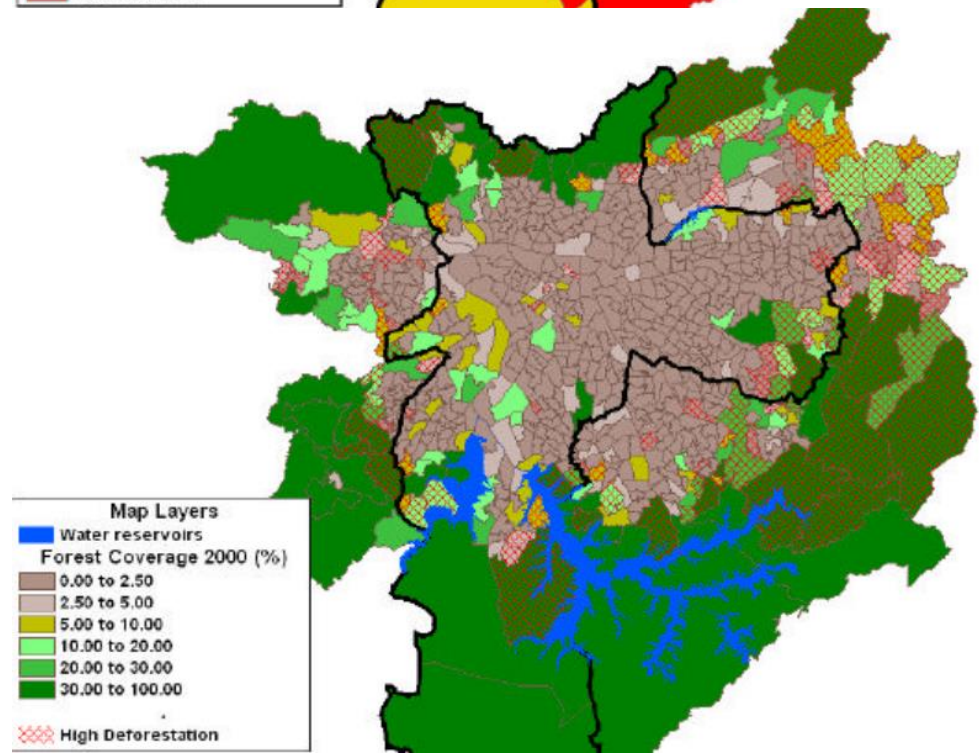 Map Layers
Water reservoirs
Forest Coverage 2000 (%)
0.00 to 2.50
2.50 to 5.00
5.00 to 10.00
10.00 to 20.00
20.00 to 30.00
30.00 to 100.00
High Deforestation